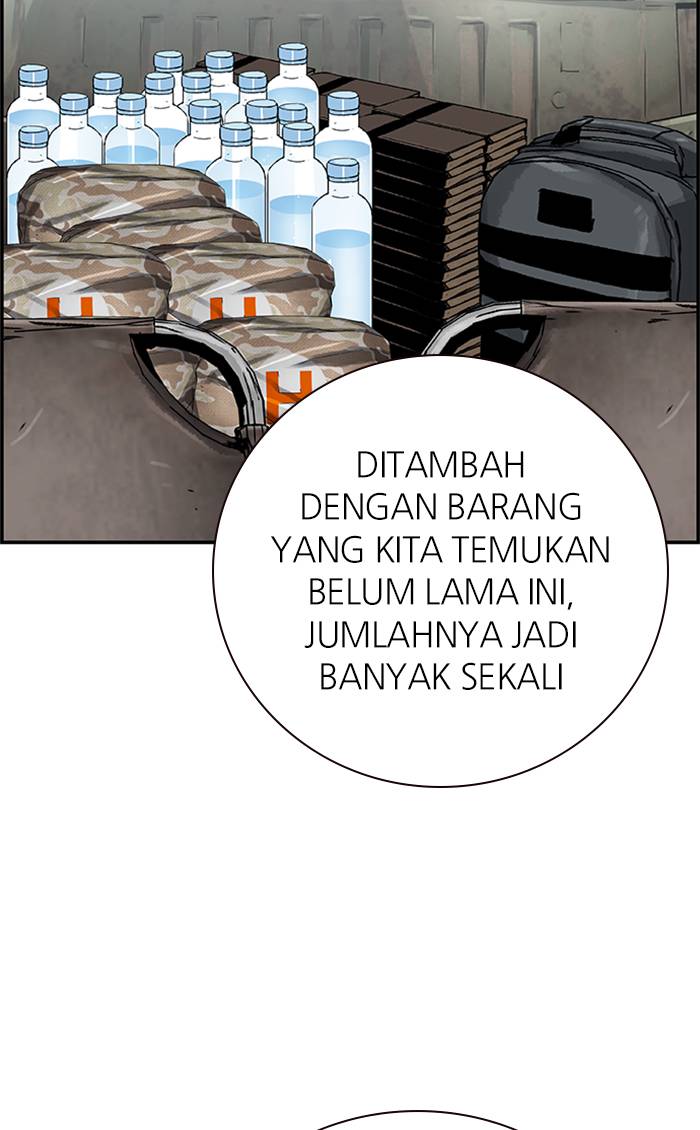 H
H
H
DITAMBAH
DENGAN BARANG
YANG KITA TEMUKAN
BELUM LAMA INI,
JUMLAHNYA JADI
BANYAK SEKALI